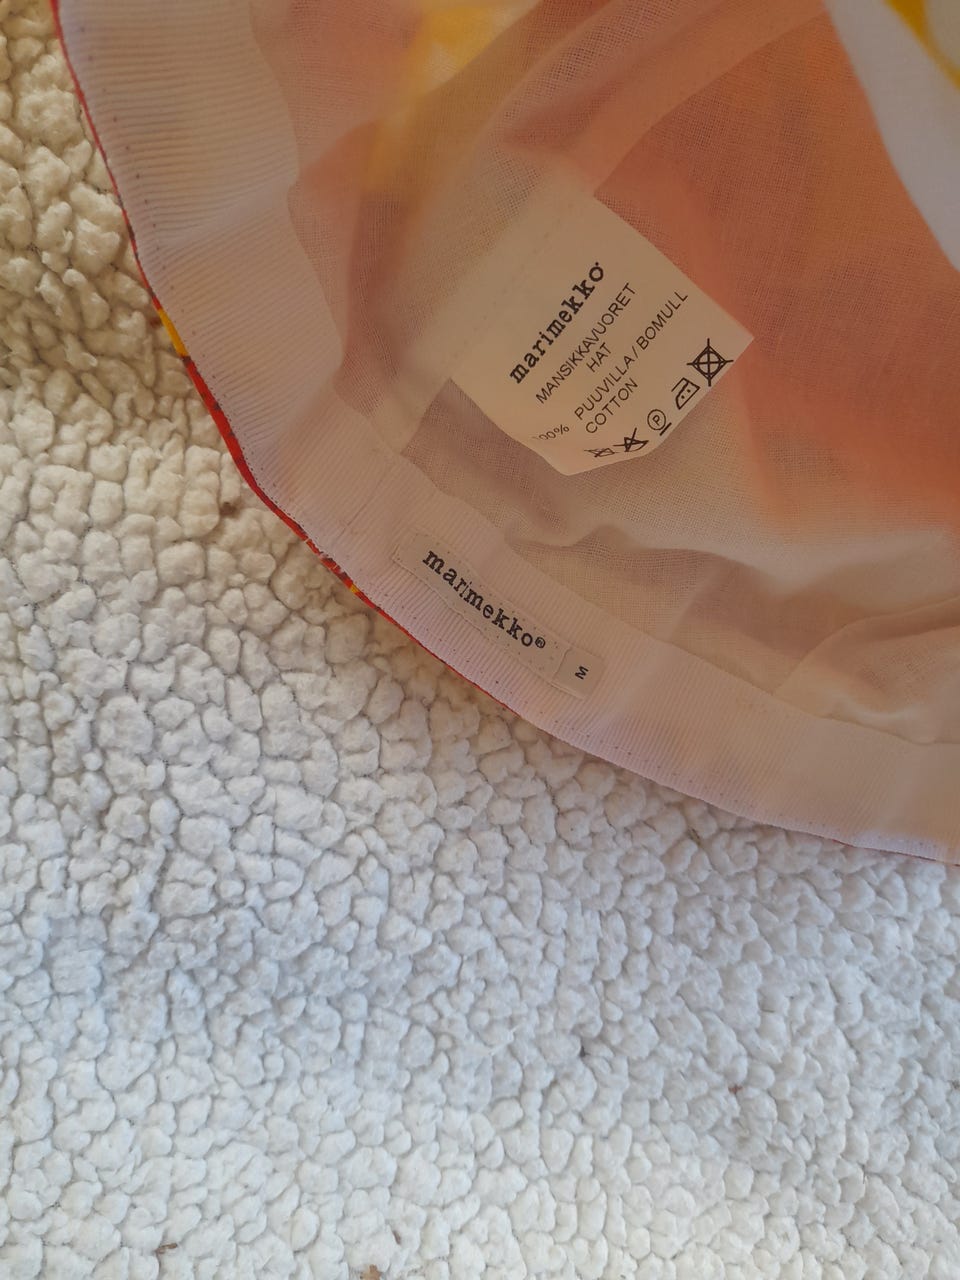 marimekko®
MANSIKKAVUORET
HAT
100% PUUVILLA / BOMULL
COTTON
P
marimekko®
M